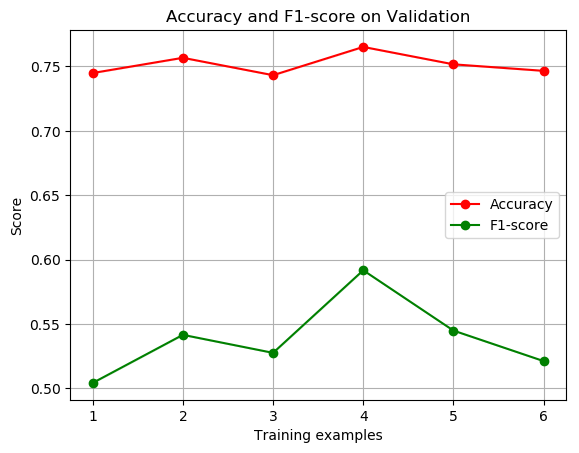 Accuracy and F1-score on Validation
Score
0.75
0.70
0.65
0.60
0.55
0.50
Accuracy
F1-score
1 2 3 4 5 6
Training examples